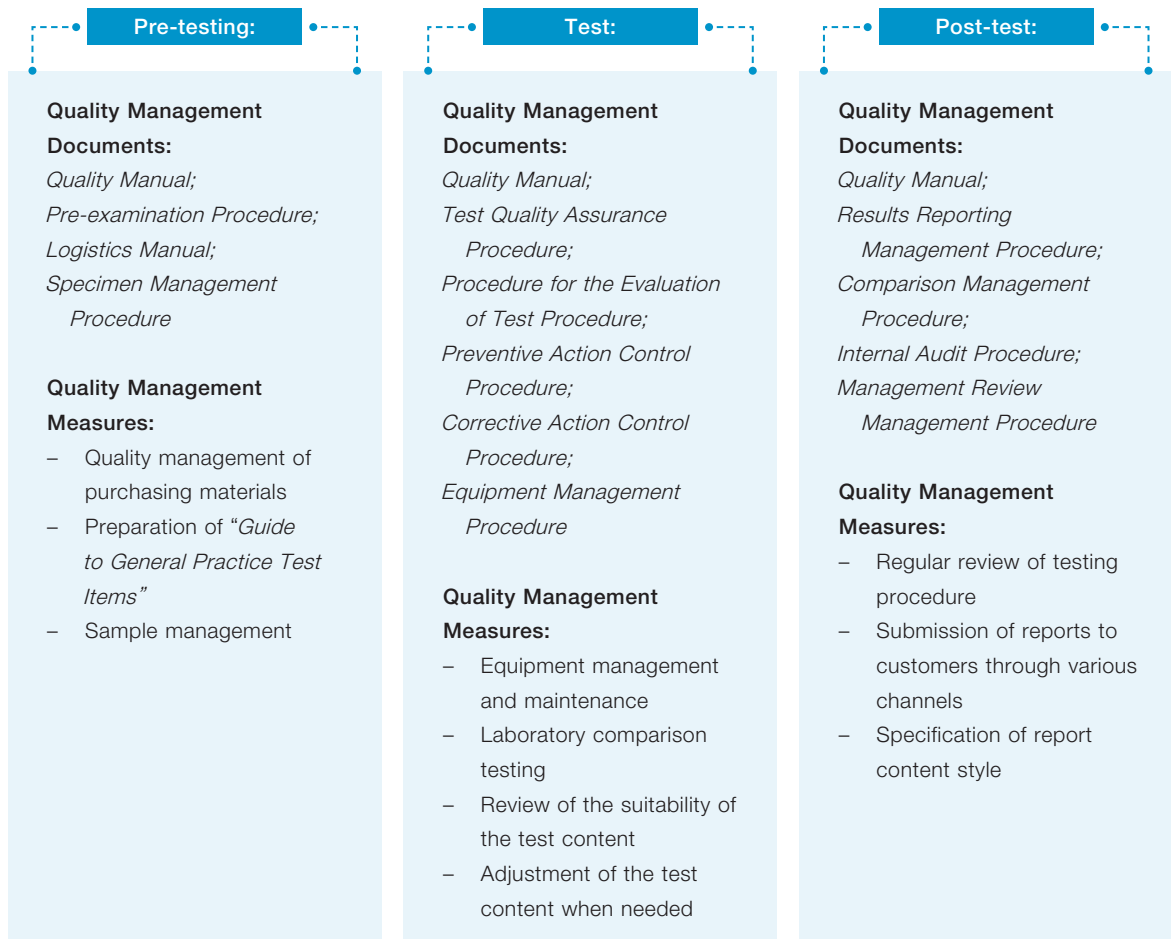 Pre-testing:
Quality Management
Documents:
Quality Manual;
Pre-examination Procedure;
Logistics Manual;
Specimen Management
Procedure
Quality Management
Measures:
– Quality management of
purchasing materials
– Preparation of “Guide
to General Practice Test
Items”
– Sample management
Test:
Quality Management
Documents:
Quality Manual;
Test Quality Assurance
Procedure;
Procedure for the Evaluation
of Test Procedure;
Preventive Action Control
Procedure;
Corrective Action Control
Procedure;
Equipment Management
Procedure
Quality Management
Measures:
– Equipment management
and maintenance
– Laboratory comparison
testing
– Review of the suitability of
the test content
– Adjustment of the test
content when needed
Post-test:
Quality Management
Documents:
Quality Manual;
Results Reporting
Management Procedure;
Comparison Management
Procedure;
Internal Audit Procedure;
Management Review
Management Procedure
Quality Management
Measures:
– Regular review of testing
procedure
– Submission of reports to
customers through various
channels
– Specification of report
content style